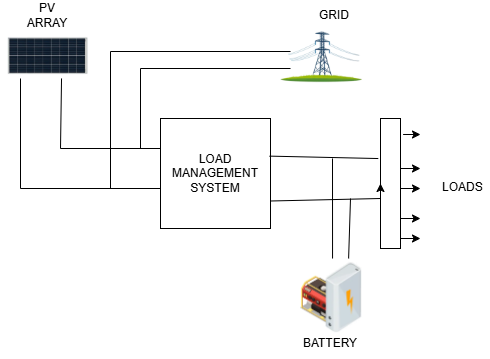 PV
ARRAY
GRID
LOAD
MANAGEMENT
SYSTEM
LOADS
BATTERY